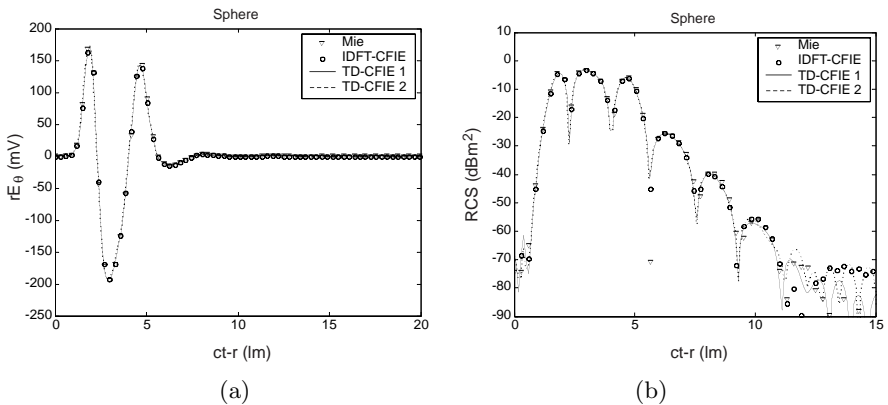 Sphere
200
150
100
50
0
-50
-100
-150
-200
-250
rEθ (mV)
Mie
IDFT-CFIE
TD-CFIE 1
TD-CFIE 2
0 5 10 15 20
ct-r (lm)
(a)
Sphere
10
0
-10
-20
-30
-40
-50
-60
-70
-80
-90
RCS (dBm²)
Mie
IDFT-CFIE
TD-CFIE 1
TD-CFIE 2
0 5 10 15
ct-r (lm)
(b)